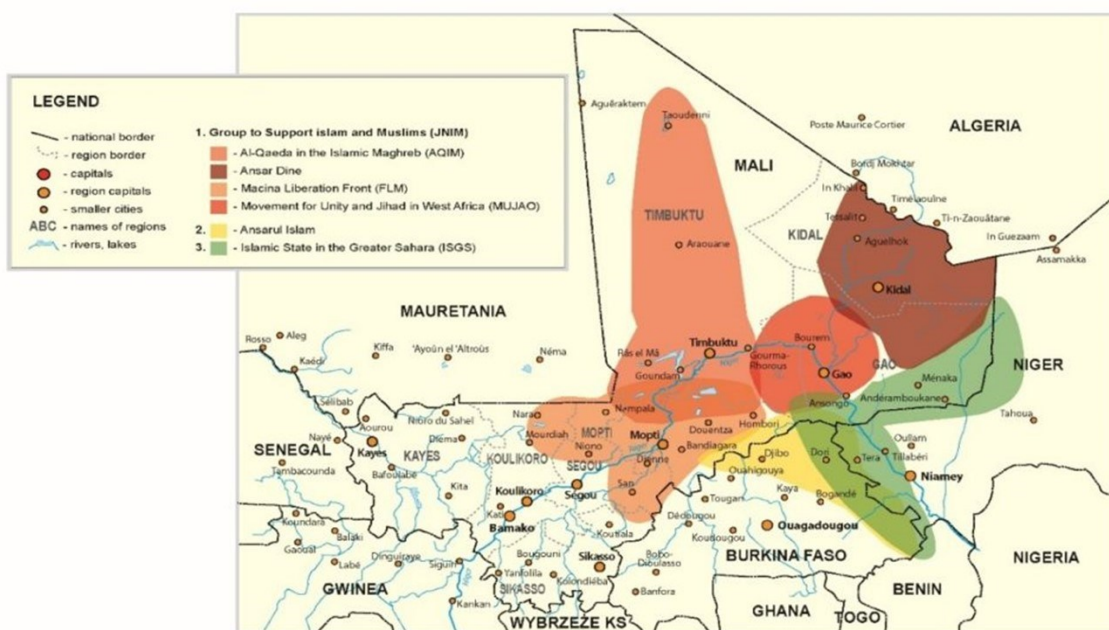 LEGEND
- national border
- region border
- capitals
- region capitals
- smaller cities
ABC - names of regions
- rivers, lakes
1. Group to Support islam and Muslims (JNIM)
- Al-Qaeda in the Islamic Maghreb (AQIM)
- Ansar Dine
- Macina Liberation Front (FLM)
- Movement for Unity and Jihad in West Africa (MUJAO)
2. - Ansarul Islam
3. - Islamic State in the Greater Sahara (ISGS)
Aguêraktem
Taoudenni
Poste Maurice Cortier
ALGERIA
MALI
Bordj Mokhtar
In Khalil
Timéiaouine
Tessalit
Ti-n-Zaouâtane
TIMBUKTU
KIDAL
Aguelhok
In Guezzam
Araouane
Assamakka
Kidal
MAURETANIA
Rosso
Aleg
Kaédi
Kiffa
'Ayoûn el 'Altroûs
Néma
Râs el Mâ
Timbuktu
Goundam
Gourma-
Rhorous
Bourem
GAO
Gao
NIGER
Ménaka
Andéramboukane
Ansongo
Tahoua
Sélibab
Aourou
Nioro du Sahel
Nara
Nampala
Mourdiah
MOPTI
Douentza
Hombori
Nayé
Kayes
Diéma
KAYES
KOULIKORO
Niono
Mopti
Bandiagara
SENEGAL
Tambacounda
Bafoulabé
SEGOU
Djenne
Djibo
Dori
Tera
Oullam
Tillabéri
Ouahigouya
Niamey
Kita
Koulikoro
Segou
San
Tougan
Kaya
Bogandé
Kati
Bamako
Koundara
Balaki
Gaoual
Labé
Dinguiraye
Siguiri
Koutiala
Dédougou
Koudougou
Ouagadougou
Bougouni
Sikasso
Bobo-
Dioulasso
BURKINA FASO
NIGERIA
GWINEA
Yanfolila
Kolondiéba
SIKASSO
Banfora
BENIN
Kankan
GHANA
TOGO
WYBRZEŻE KS